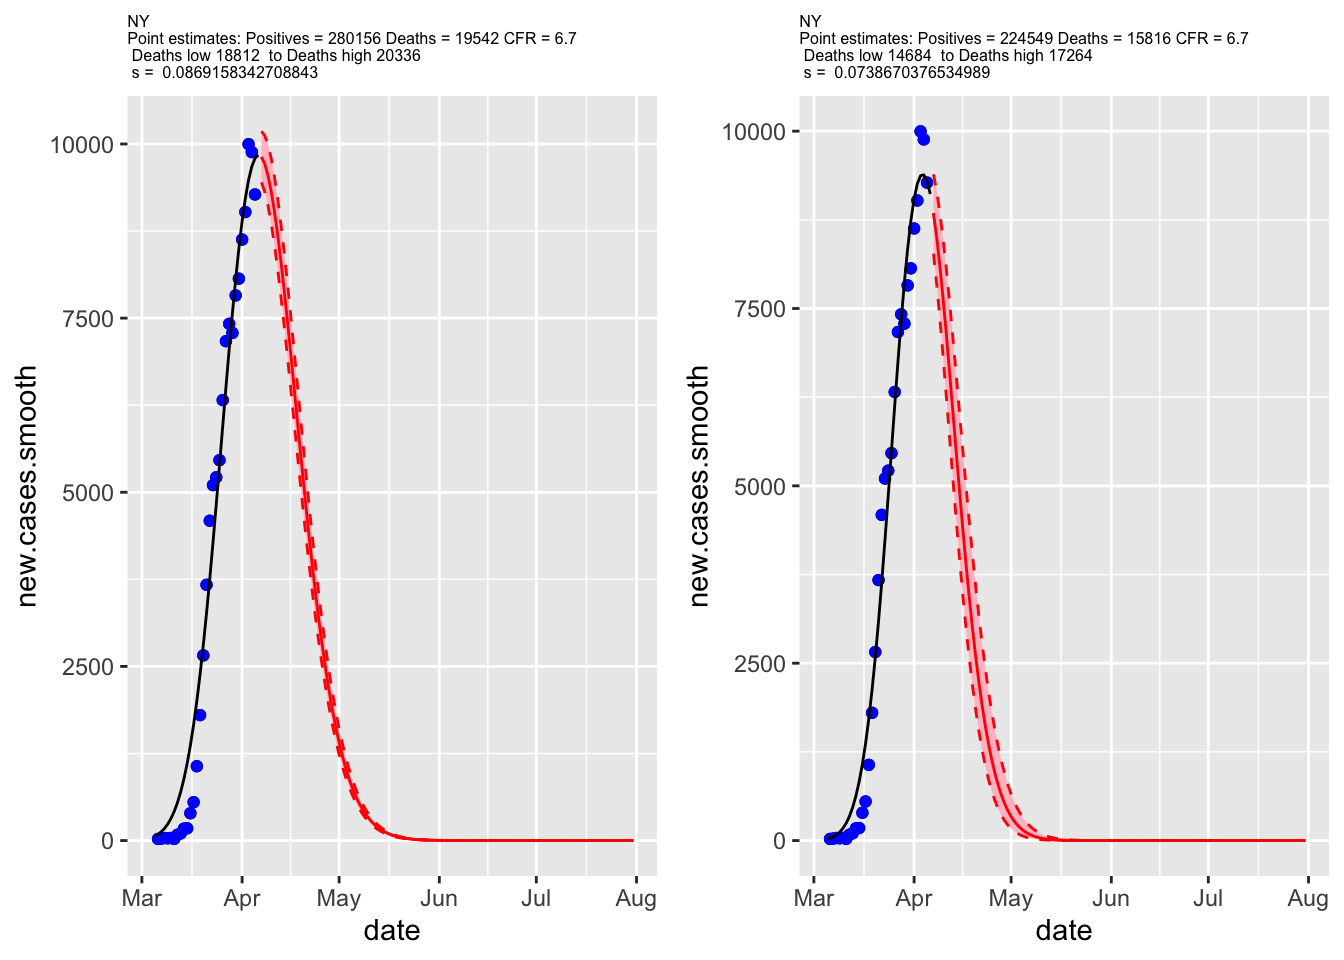 NY
Point estimates: Positives = 280156 Deaths = 19542 CFR = 6.7
Deaths low 18812  to Deaths high 20336
s =  0.0869158342708843
10000
7500
5000
2500
0
new.cases.smooth
Mar Apr May Jun Jul Aug
date
NY
Point estimates: Positives = 224549 Deaths = 15816 CFR = 6.7
Deaths low 14684  to Deaths high 17264
s =  0.0738670376534989
10000
7500
5000
2500
0
new.cases.smooth
Mar Apr May Jun Jul Aug
date